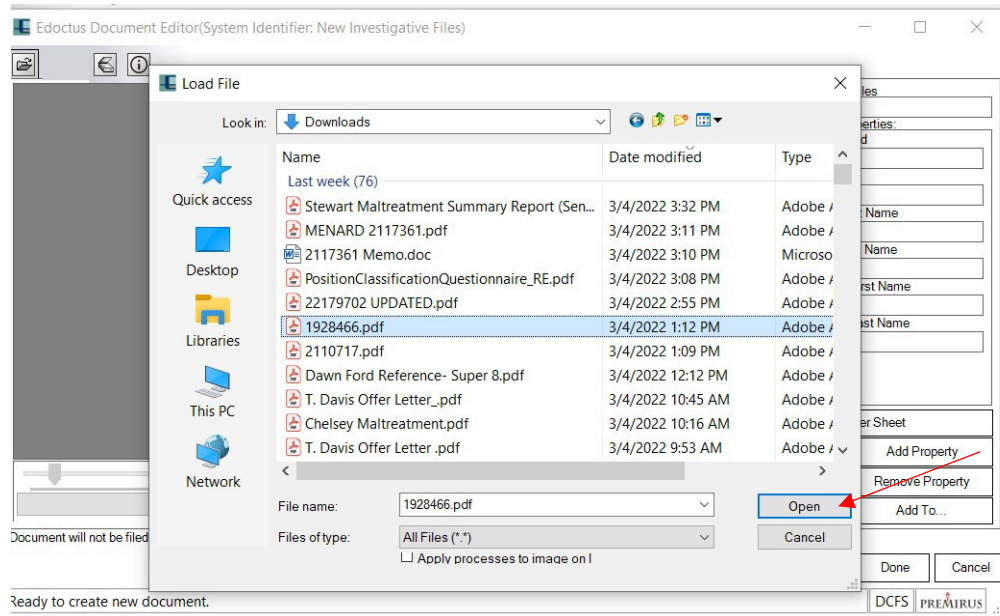 Edoctus Document Editor(System Identifier: New Investigative Files)
Load File
Look in: Downloads
Name Date modified Type
Last week (76)
Stewart Maltreatment Summary Report (Sen... 3/4/2022 3:32 PM Adobe
MENARD 2117361.pdf 3/4/2022 3:11 PM Adobe
2117361 Memo.doc 3/4/2022 3:10 PM Microso
PositionClassificationQuestionnaire_RE.pdf 3/4/2022 3:08 PM Adobe
22179702 UPDATED.pdf 3/4/2022 2:55 PM Adobe
1928466.pdf 3/4/2022 1:12 PM Adobe
2110717.pdf 3/4/2022 1:09 PM Adobe
Dawn Ford Reference- Super 8.pdf 3/4/2022 12:12 PM Adobe
T. Davis Offer Letter_.pdf 3/4/2022 10:45 AM Adobe
Chelsey Maltreatment.pdf 3/4/2022 10:16 AM Adobe
T. Davis Offer Letter .pdf 3/4/2022 9:53 AM Adobe
Quick access
Desktop
Libraries
This PC
Network
File name: 1928466.pdf Open
Files of type: All Files (*.*) Cancel
Apply processes to image on l
les
erties:
d
Name
Name
rst Name
ast Name
er Sheet
Add Property
Remove Property
Add To...
Document will not be filed
Done Cancel
Ready to create new document. DCFS PREMIRUS